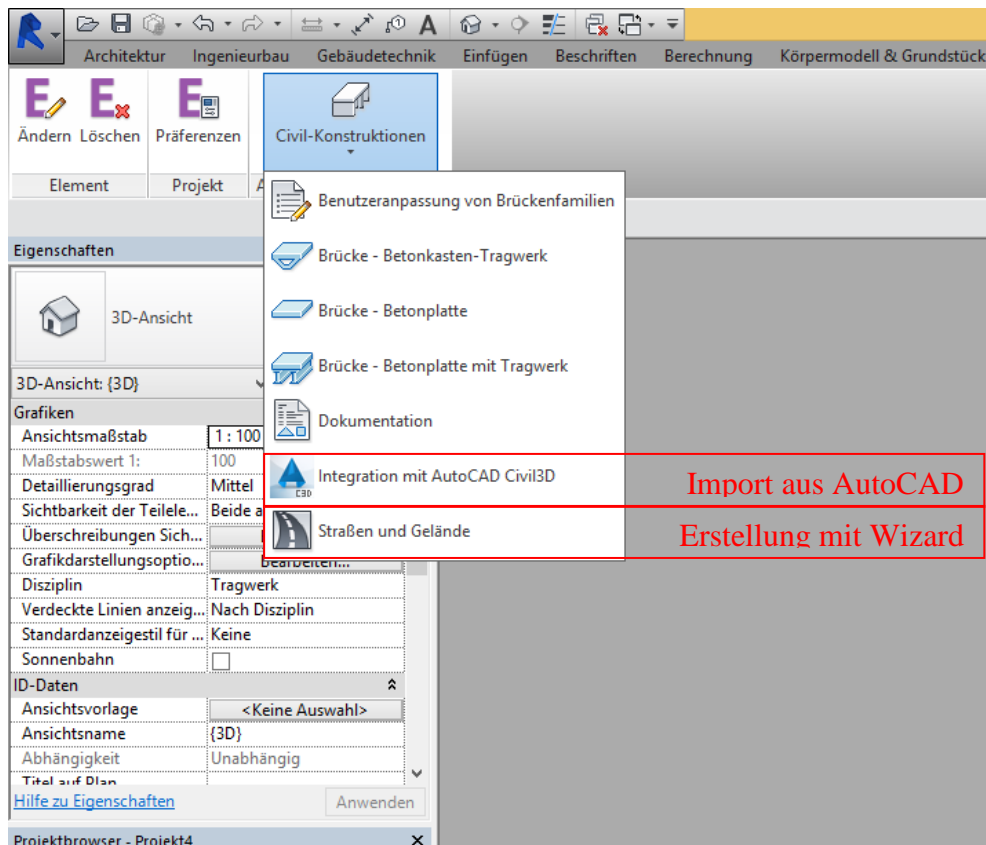 A
Architektur Ingenieurbau Gebäudetechnik Einfügen Beschriften Berechnung Körpermodell & Grundstück
Ändern Löschen Präferenzen Civil-Konstruktionen
Element Projekt A
Benutzeranpassung von Brückenfamilien
Brücke - Betonkasten-Tragwerk
Brücke - Betonplatte
Brücke - Betonplatte mit Tragwerk
Dokumentation
C3D
Integration mit AutoCAD Civil3D
Import aus AutoCAD
Straßen und Gelände
Erstellung mit Wizard
Eigenschaften
3D-Ansicht
3D-Ansicht: {3D}
Grafiken
Ansichtsmaßstab 1 : 100
Maßstabswert 1: 100
Detaillierungsgrad Mittel
Sichtbarkeit der Teilele... Beide a
Überschreibungen Sich...
Grafikdarstellungsoptio... Bearbeiten...
Disziplin Tragwerk
Verdeckte Linien anzeig... Nach Disziplin
Standardanzeigestil für ... Keine
Sonnenbahn
ID-Daten
Ansichtsvorlage <Keine Auswahl>
Ansichtsname {3D}
Abhängigkeit Unabhängig
Titel auf Plan
Hilfe zu Eigenschaften Anwenden
Projektbrowser - Projekt4